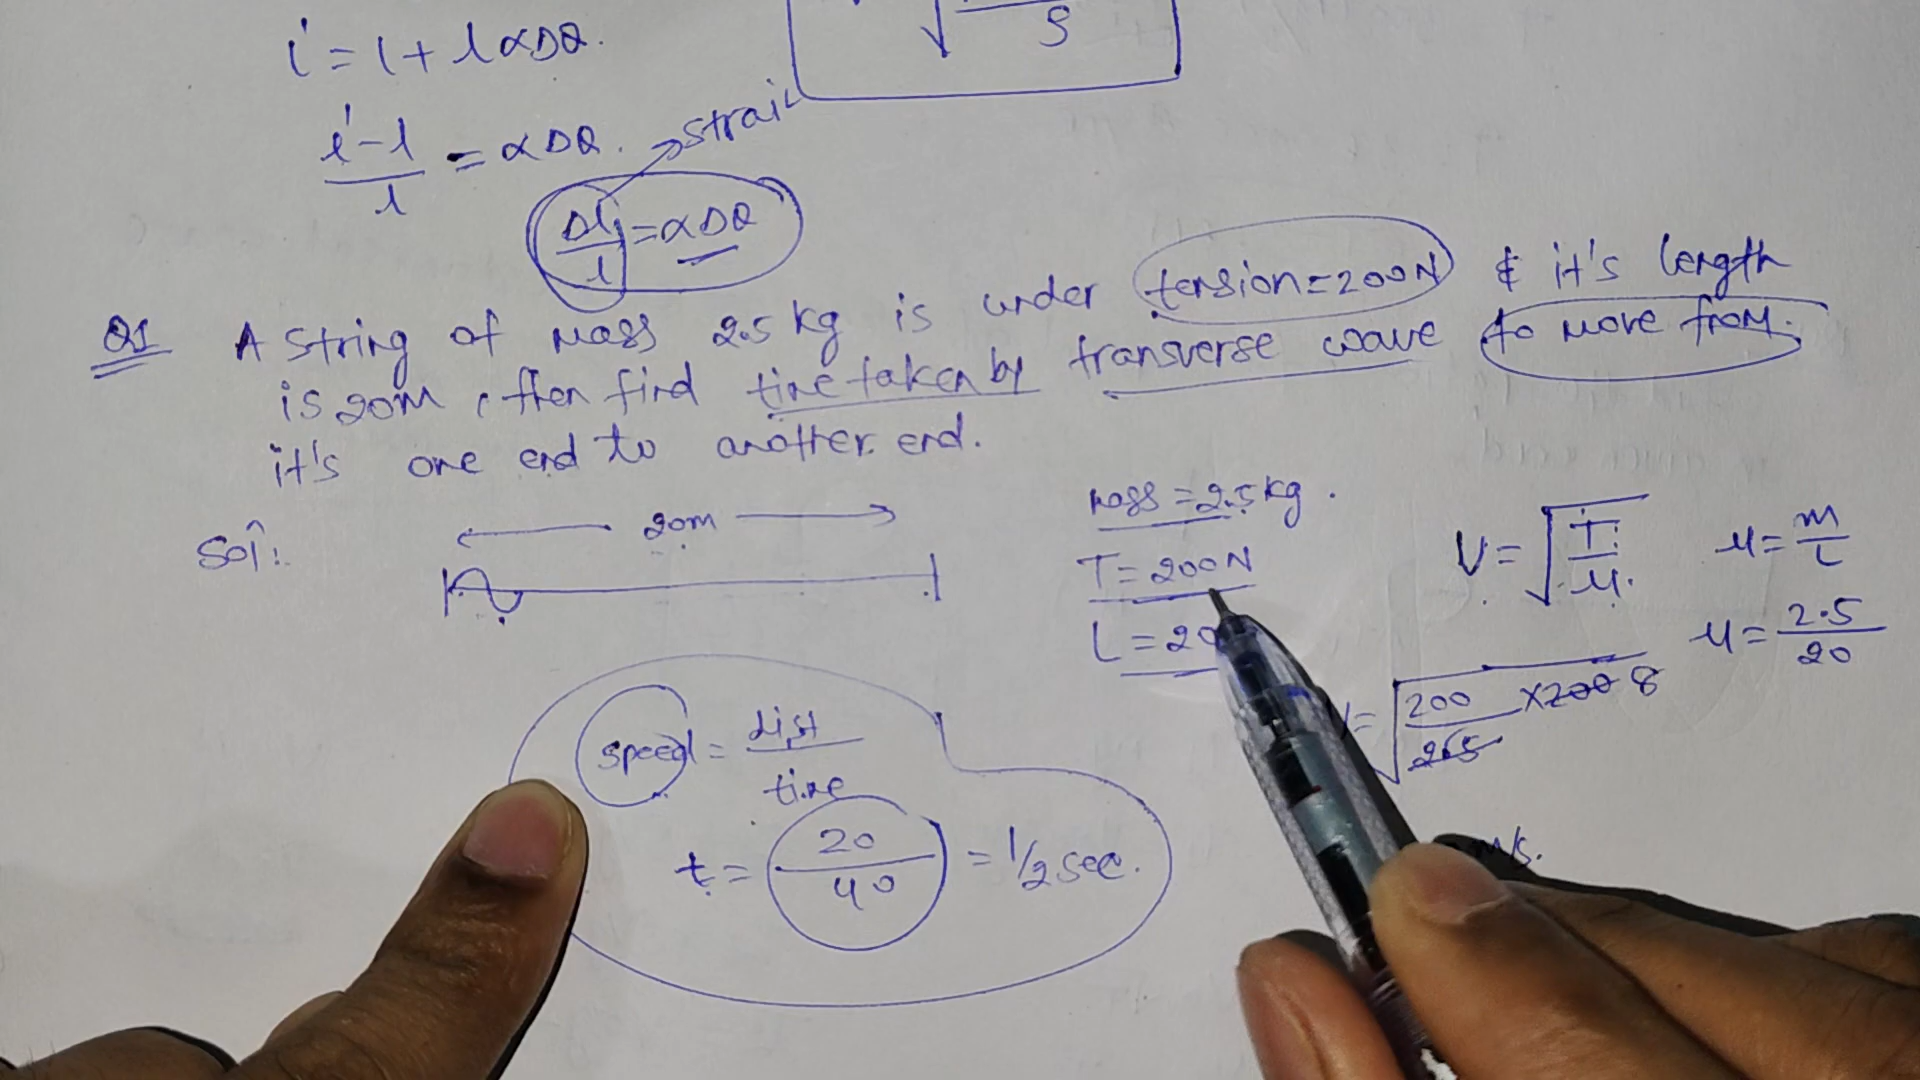 l' = l + lαΔθ.
√ ρ
l' - l / l = αΔθ.
strai
Δl / l = αΔθ
Q1 A string of mass 2.5 kg is under tension = 200N & it's length
is 20m, then find time taken by transverse wave to move from.
it's one end to another end.
Sol:
20m
mass = 2.5 kg.
T = 200N
L = 20
V = √T/μ.
μ = m/L
μ = 2.5/20
= √200/2.5 × 200 8
m/s.
speed = dist/time
t = 20/40 = 1/2 sec.